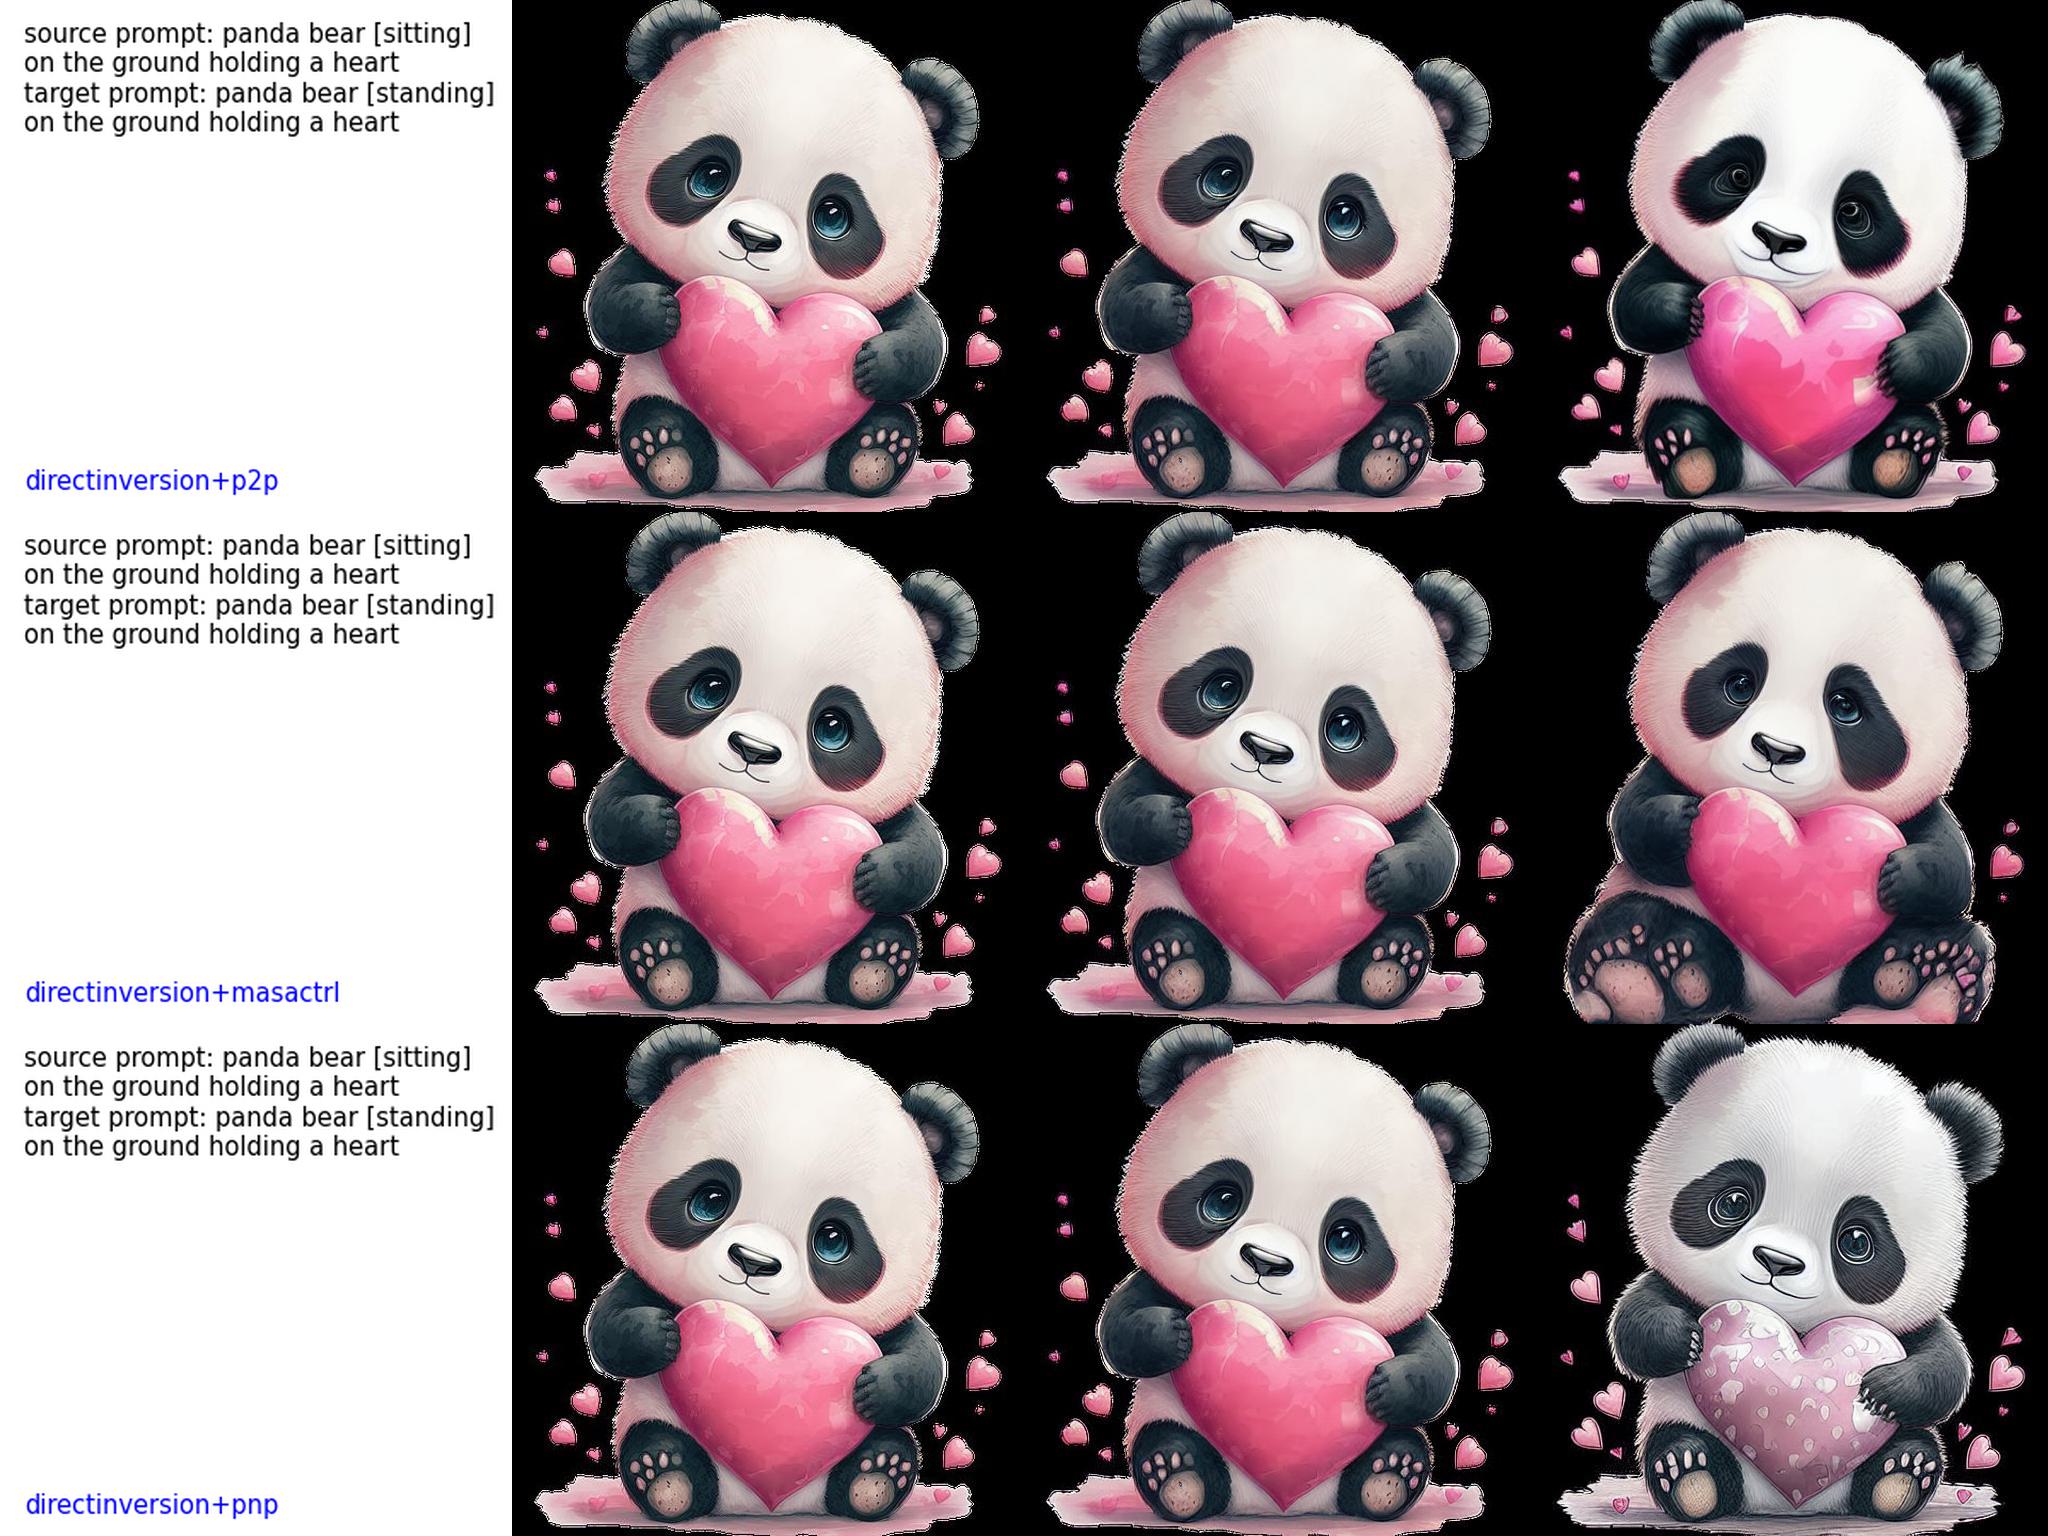 source prompt: panda bear [sitting]
on the ground holding a heart
target prompt: panda bear [standing]
on the ground holding a heart
directinversion+p2p
source prompt: panda bear [sitting]
on the ground holding a heart
target prompt: panda bear [standing]
on the ground holding a heart
directinversion+masactrl
source prompt: panda bear [sitting]
on the ground holding a heart
target prompt: panda bear [standing]
on the ground holding a heart
directinversion+pnp